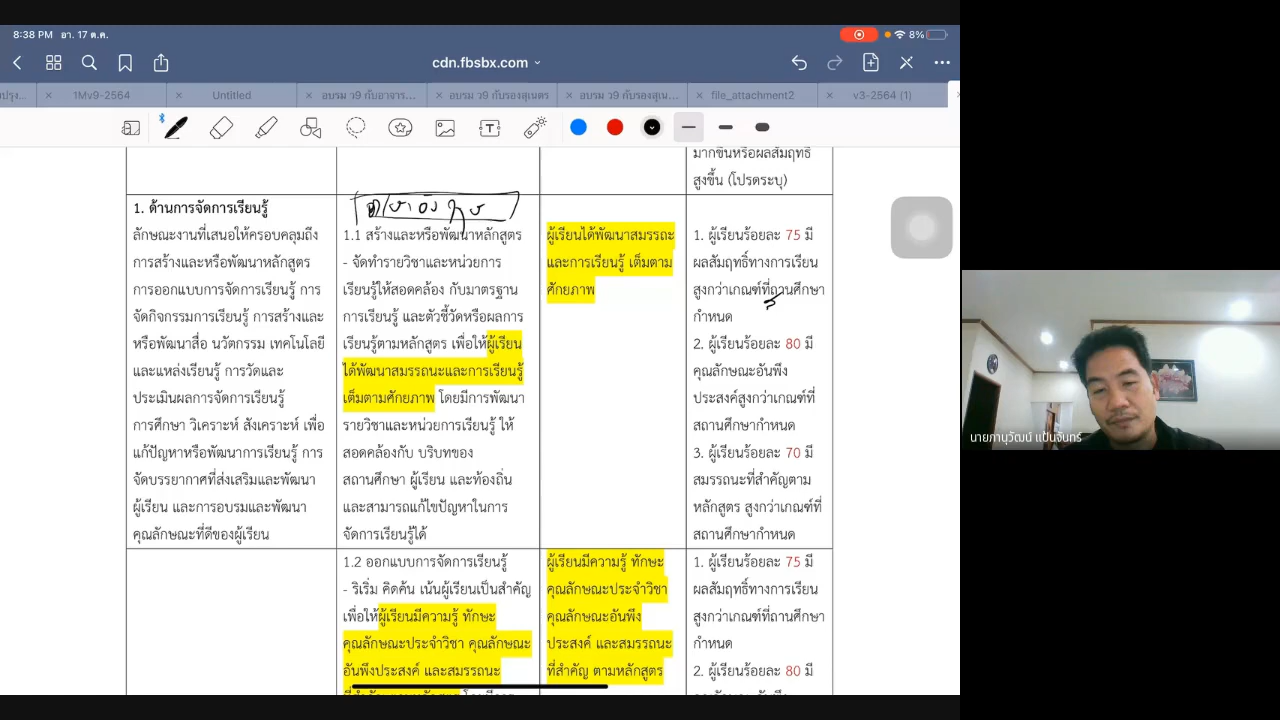 8:38 PM อา. 17 ต.ค.
8%
cdn.fbsbx.com
1Mv9-2564
Untitled
อบรม ว9 กับอาจาร...
อบรม ว9 กับรองสุเนตร
อบรม ว9 กับรองสุเน...
file_attachment2
v3-2564 (1)
มากขึ้นหรือผลสัมฤทธิ์
สูงขึ้น (โปรดระบุ)
1. ด้านการจัดการเรียนรู้
ลักษณะงานที่เสนอให้ครอบคลุมถึง
การสร้างและหรือพัฒนาหลักสูตร
การออกแบบการจัดการเรียนรู้ การ
จัดกิจกรรมการเรียนรู้ การสร้างและ
หรือพัฒนาสื่อ นวัตกรรม เทคโนโลยี
และแหล่งเรียนรู้ การวัดและ
ประเมินผลการจัดการเรียนรู้
การศึกษา วิเคราะห์ สังเคราะห์ เพื่อ
แก้ปัญหาหรือพัฒนาการเรียนรู้ การ
จัดบรรยากาศที่ส่งเสริมและพัฒนา
ผู้เรียน และการอบรมและพัฒนา
คุณลักษณะที่ดีของผู้เรียน
1.1 สร้างและหรือพัฒนาหลักสูตร
- จัดทำรายวิชาและหน่วยการ
เรียนรู้ให้สอดคล้อง กับมาตรฐาน
การเรียนรู้ และตัวชี้วัดหรือผลการ
เรียนรู้ตามหลักสูตร เพื่อให้ผู้เรียน
ได้พัฒนาสมรรถนะและการเรียนรู้
เต็มตามศักยภาพ โดยมีการพัฒนา
รายวิชาและหน่วยการเรียนรู้ ให้
สอดคล้องกับ บริบทของ
สถานศึกษา ผู้เรียน และท้องถิ่น
และสามารถแก้ไขปัญหาในการ
จัดการเรียนรู้ได้
ผู้เรียนได้พัฒนาสมรรถะ
และการเรียนรู้ เต็มตาม
ศักยภาพ
1. ผู้เรียนร้อยละ 75 มี
ผลสัมฤทธิ์ทางการเรียน
สูงกว่าเกณฑ์ที่ถานศึกษา
ส
กำหนด
2. ผู้เรียนร้อยละ 80 มี
คุณลักษณะอันพึง
ประสงค์สูงกว่าเกณฑ์ที่
สถานศึกษากำหนด
3. ผู้เรียนร้อยละ 70 มี
สมรรถนะที่สำคัญตาม
หลักสูตร สูงกว่าเกณฑ์ที่
สถานศึกษากำหนด
1.2 ออกแบบการจัดการเรียนรู้
- ริเริ่ม คิดค้น เน้นผู้เรียนเป็นสำคัญ
เพื่อให้ผู้เรียนมีความรู้ ทักษะ
คุณลักษณะประจำวิชา คุณลักษณะ
อันพึงประสงค์ และสมรรถนะ
ผู้เรียนมีความรู้ ทักษะ
คุณลักษณะประจำวิชา
คุณลักษณะอันพึง
ประสงค์ และสมรรถนะ
ที่สำคัญ ตามหลักสูตร
1. ผู้เรียนร้อยละ 75 มี
ผลสัมฤทธิ์ทางการเรียน
สูงกว่าเกณฑ์ที่ถานศึกษา
กำหนด
2. ผู้เรียนร้อยละ 80 มี
นายภานุวัฒน์ แป้นจันทร์